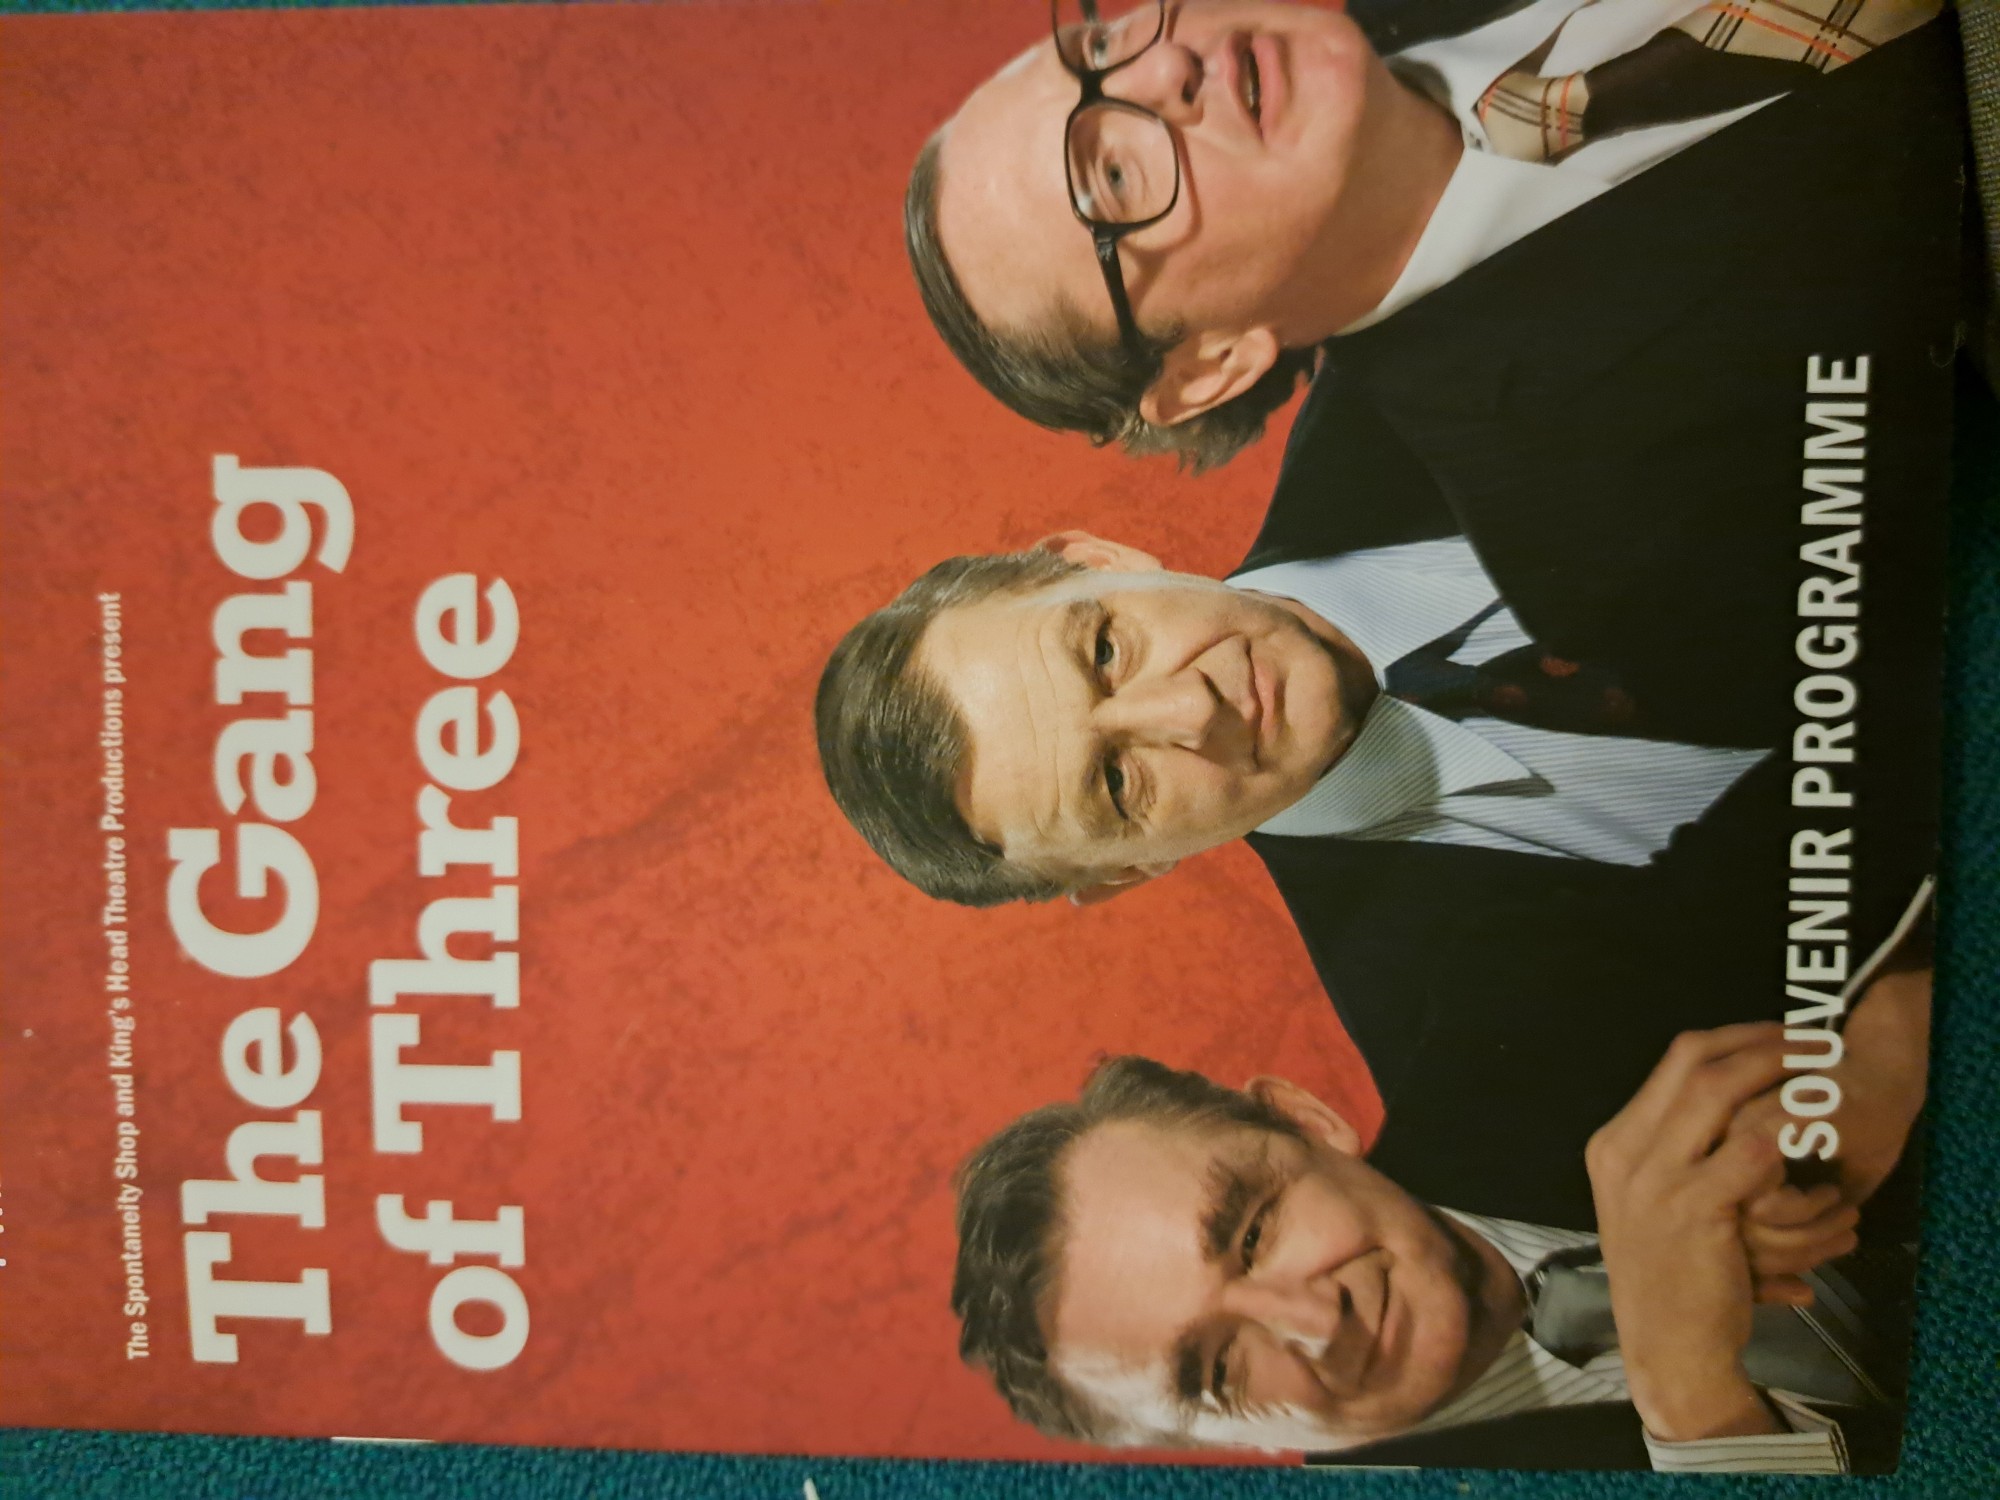 The Spontaneity Shop and King's Head Theatre Productions present
The Gang
of Three
SOUVENIR PROGRAMME